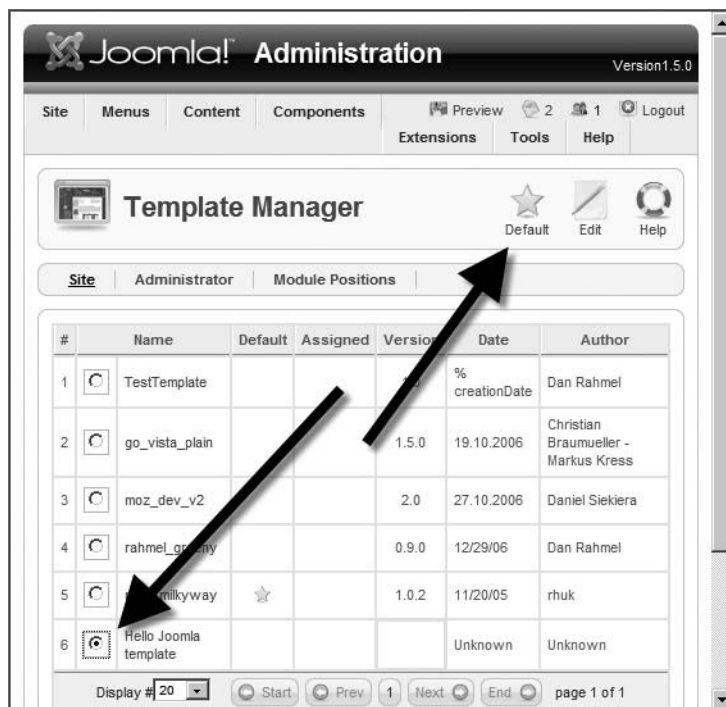 Joomla!™ Administration
Version1.5.0
Site Menus Content Components Preview 2 1 Logout
Extensions Tools Help
Template Manager
Default Edit Help
Site Administrator Module Positions
# Name Default Assigned Version Date Author
1 TestTemplate % creationDate Dan Rahmel
2 go_vista_plain 1.5.0 19.10.2006 Christian Braumueller - Markus Kress
3 moz_dev_v2 2.0 27.10.2006 Daniel Siekiera
4 12/29/06 0.9.0 Dan Rahmel
5 1.0.2 11/20/05 rhuk
6 Hello Joomla template Unknown Unknown
Display # 20 Start Prev 1 Next End page 1 of 1